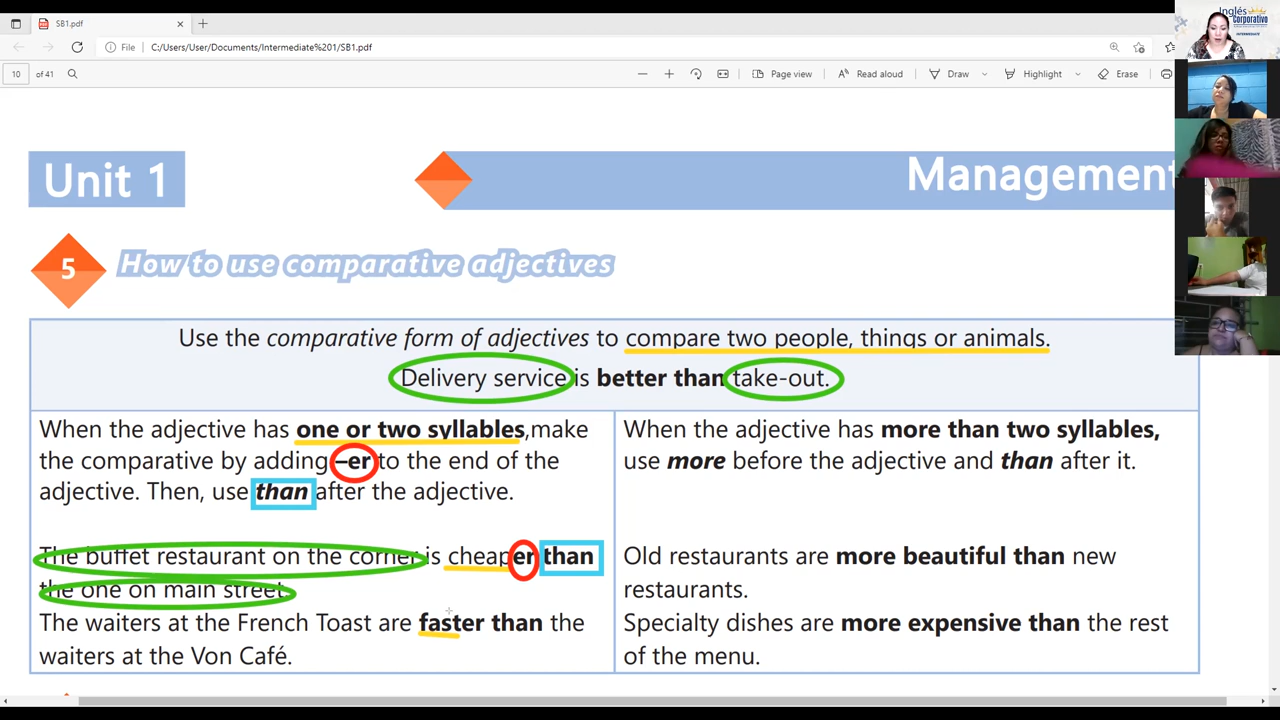 SB1.pdf
File
C:/Users/User/Documents/Intermediate%201/SB1.pdf
Inglés
Corporativo
INTERMEDIATE
10 of 41
Page view
Read aloud
Draw
Highlight
Erase
Unit 1
Management
5
How to use comparative adjectives
Use the comparative form of adjectives to compare two people, things or animals.
Delivery service is better than take-out.
When the adjective has one or two syllables,make
the comparative by adding –er to the end of the
adjective. Then, use than after the adjective.
The buffet restaurant on the corner is cheaper than
the one on main street.
The waiters at the French Toast are faster than the
waiters at the Von Café.
When the adjective has more than two syllables,
use more before the adjective and than after it.
Old restaurants are more beautiful than new
restaurants.
Specialty dishes are more expensive than the rest
of the menu.